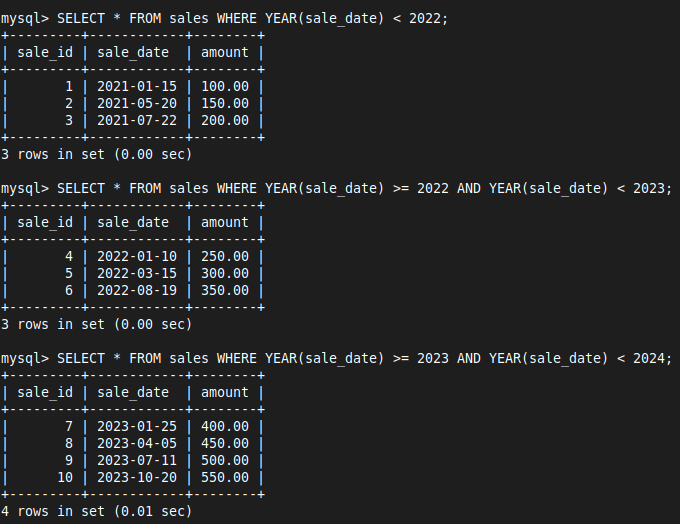 mysql> SELECT * FROM sales WHERE YEAR(sale_date) < 2022;
+---------+------------+--------+
| sale_id | sale_date  | amount |
+---------+------------+--------+
|       1 | 2021-01-15 | 100.00 |
|       2 | 2021-05-20 | 150.00 |
|       3 | 2021-07-22 | 200.00 |
+---------+------------+--------+
3 rows in set (0.00 sec)

mysql> SELECT * FROM sales WHERE YEAR(sale_date) >= 2022 AND YEAR(sale_date) < 2023;
+---------+------------+--------+
| sale_id | sale_date  | amount |
+---------+------------+--------+
|       4 | 2022-01-10 | 250.00 |
|       5 | 2022-03-15 | 300.00 |
|       6 | 2022-08-19 | 350.00 |
+---------+------------+--------+
3 rows in set (0.00 sec)

mysql> SELECT * FROM sales WHERE YEAR(sale_date) >= 2023 AND YEAR(sale_date) < 2024;
+---------+------------+--------+
| sale_id | sale_date  | amount |
+---------+------------+--------+
|       7 | 2023-01-25 | 400.00 |
|       8 | 2023-04-05 | 450.00 |
|       9 | 2023-07-11 | 500.00 |
|      10 | 2023-10-20 | 550.00 |
+---------+------------+--------+
4 rows in set (0.01 sec)